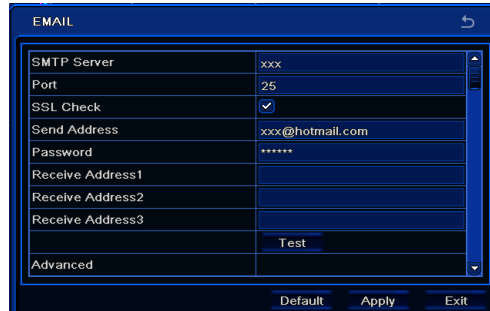 EMAIL
SMTP Server xxx
Port 25
SSL Check
Send Address xxx@hotmail.com
Password ******
Receive Address1
Receive Address2
Receive Address3
Test
Advanced
Default Apply Exit